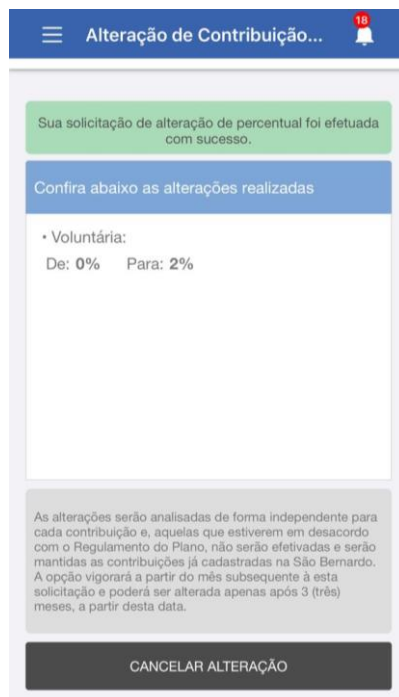 Alteração de Contribuição...
18
Sua solicitação de alteração de percentual foi efetuada
com sucesso.
Confira abaixo as alterações realizadas
• Voluntária:
De: 0% Para: 2%
As alterações serão analisadas de forma independente para
cada contribuição e, aquelas que estiverem em desacordo
com o Regulamento do Plano, não serão efetivadas e serão
mantidas as contribuições já cadastradas na São Bernardo.
A opção vigorará a partir do mês subsequente à esta
solicitação e poderá ser alterada apenas após 3 (três)
meses, a partir desta data.
CANCELAR ALTERAÇÃO